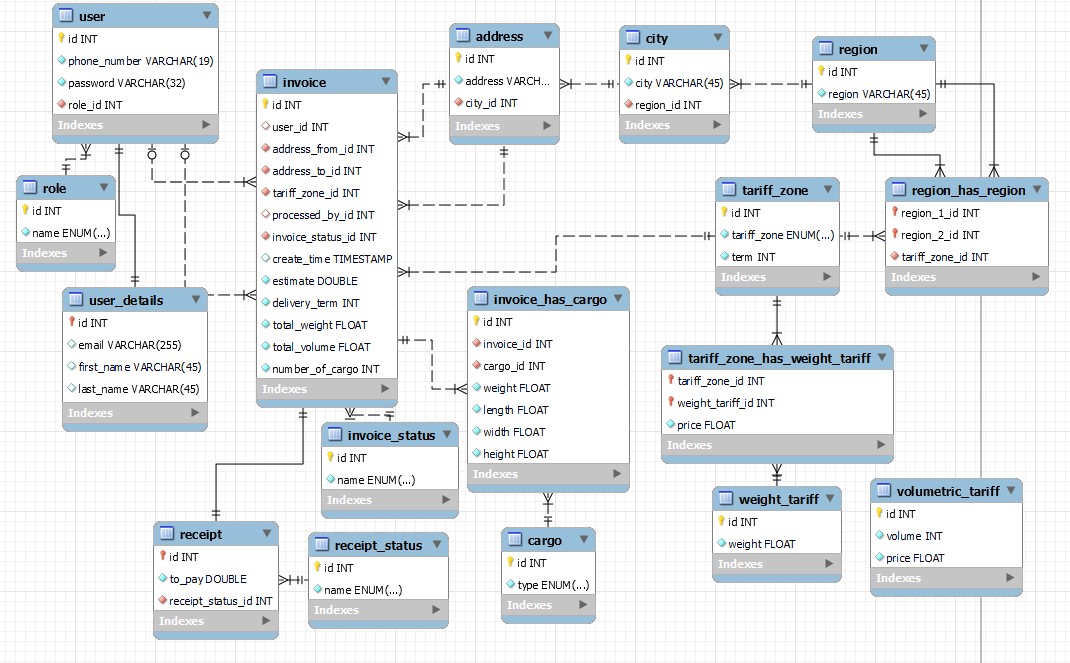 user
id INT
phone_number VARCHAR(19)
password VARCHAR(32)
role_id INT
Indexes
role
id INT
name ENUM(...)
Indexes
user_details
id INT
email VARCHAR(255)
first_name VARCHAR(45)
last_name VARCHAR(45)
Indexes
invoice
id INT
user_id INT
address_from_id INT
address_to_id INT
tariff_zone_id INT
processed_by_id INT
invoice_status_id INT
create_time TIMESTAMP
estimate DOUBLE
delivery_term INT
total_weight FLOAT
total_volume FLOAT
number_of_cargo INT
Indexes
address
id INT
address VARCH...
city_id INT
Indexes
city
id INT
city VARCHAR(45)
region_id INT
Indexes
region
id INT
region VARCHAR(45)
Indexes
tariff_zone
id INT
tariff_zone ENUM(...)
term INT
Indexes
region_has_region
region_1_id INT
region_2_id INT
tariff_zone_id INT
Indexes
invoice_has_cargo
id INT
invoice_id INT
cargo_id INT
weight FLOAT
length FLOAT
width FLOAT
height FLOAT
Indexes
tariff_zone_has_weight_tariff
tariff_zone_id INT
weight_tariff_id INT
price FLOAT
Indexes
invoice_status
id INT
name ENUM(...)
Indexes
weight_tariff
id INT
weight FLOAT
Indexes
volumetric_tariff
id INT
volume INT
price FLOAT
Indexes
receipt
id INT
to_pay DOUBLE
receipt_status_id INT
Indexes
receipt_status
id INT
name ENUM(...)
Indexes
cargo
id INT
type ENUM(...)
Indexes